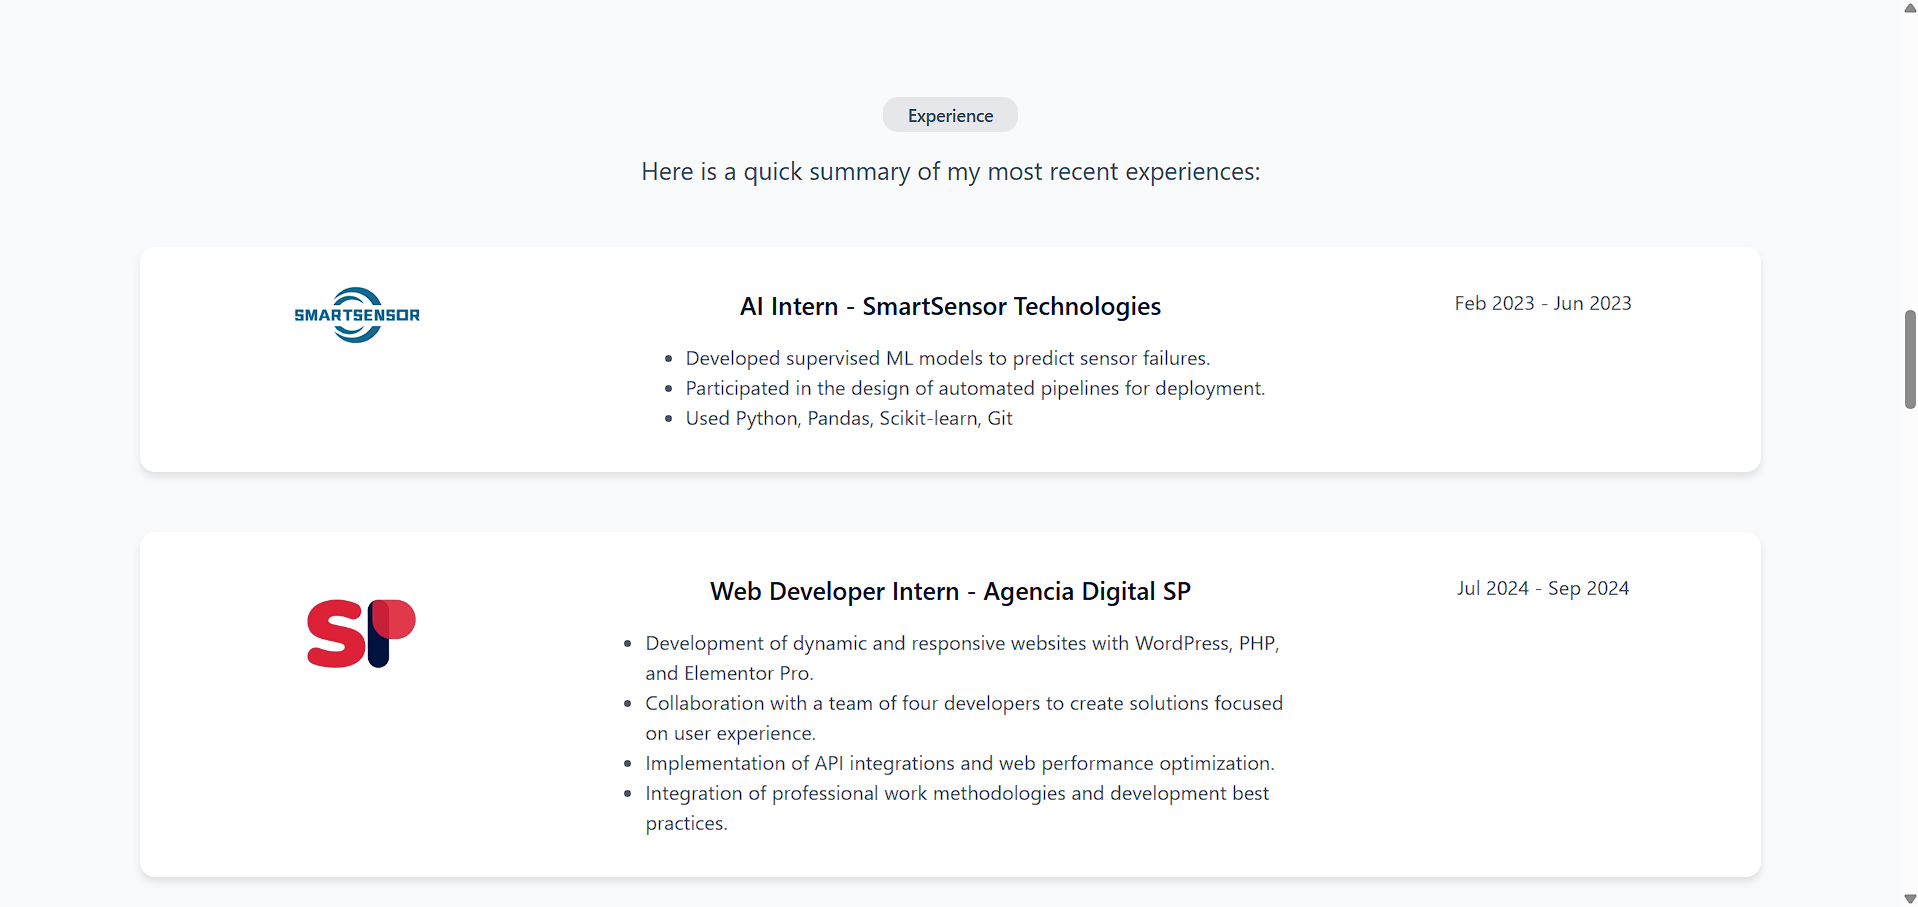 Experience
Here is a quick summary of my most recent experiences:
SMARTSENSOR
AI Intern - SmartSensor Technologies
Feb 2023 - Jun 2023
Developed supervised ML models to predict sensor failures.
Participated in the design of automated pipelines for deployment.
Used Python, Pandas, Scikit-learn, Git
SP
Web Developer Intern - Agencia Digital SP
Jul 2024 - Sep 2024
Development of dynamic and responsive websites with WordPress, PHP,
and Elementor Pro.
Collaboration with a team of four developers to create solutions focused
on user experience.
Implementation of API integrations and web performance optimization.
Integration of professional work methodologies and development best
practices.